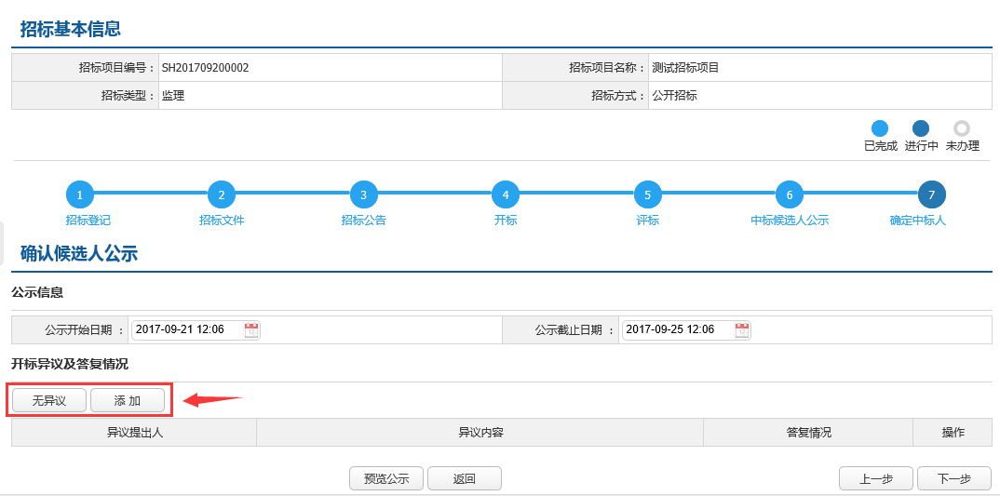 招标基本信息
招标项目编号： SH201709200002 招标项目名称： 测试招标项目
招标类型： 监理 招标方式： 公开招标
已完成 进行中 未办理
1 2 3 4 5 6 7
招标登记 招标文件 招标公告 开标 评标 中标候选人公示 确定中标人
确认候选人公示
公示信息
公示开始日期 ： 2017-09-21 12:06 公示截止日期 ： 2017-09-25 12:06
开标异议及答复情况
无异议 添 加
异议提出人 异议内容 答复情况 操作
预览公示 返回 上一步 下一步